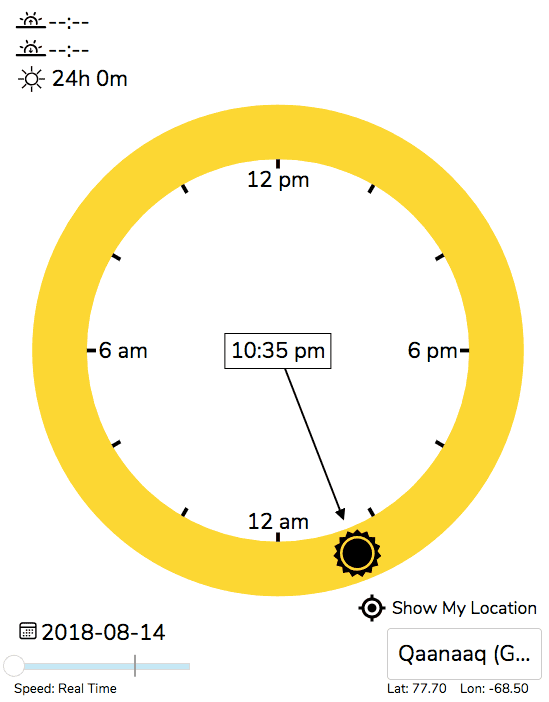 --:--
--:--
24h 0m
12 pm
6 am
10:35 pm
6 pm
12 am
Show My Location
2018-08-14
Qaanaaq (G...
Speed: Real Time
Lat: 77.70 Lon: -68.50